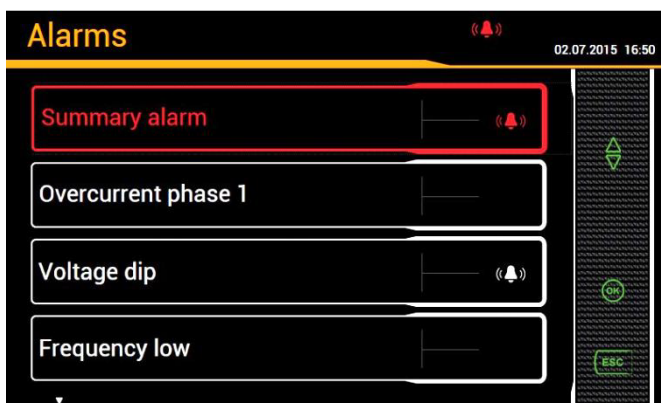 Alarms
02.07.2015 16:50
Summary alarm
Overcurrent phase 1
Voltage dip
OK
Frequency low
ESC